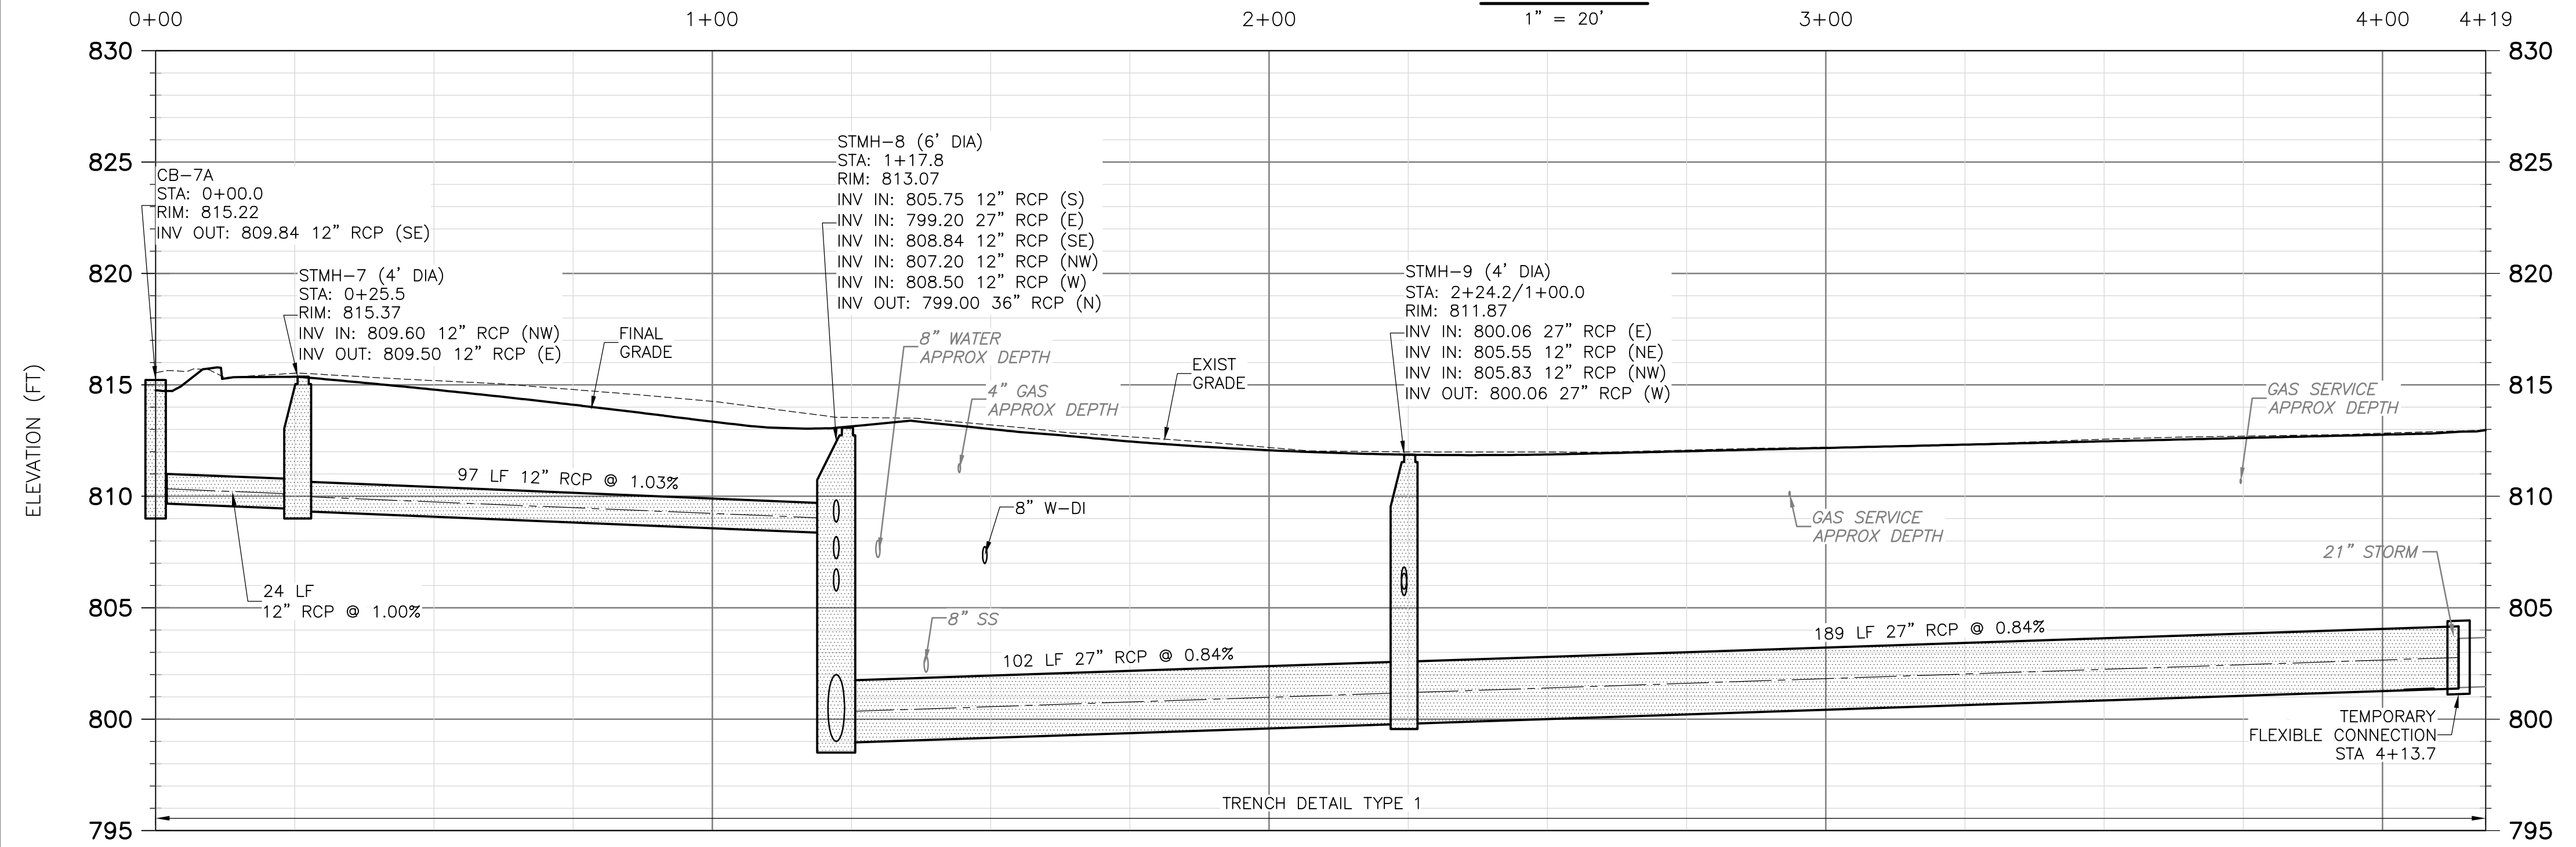 0+00
1+00
2+00
3+00
4+00
4+19
1" = 20'
830
825
820
815
810
805
800
795
ELEVATION (FT)
830
825
820
815
810
805
800
795
CB-7A
STA: 0+00.0
RIM: 815.22
INV OUT: 809.84 12" RCP (SE)
STMH-7 (4' DIA)
STA: 0+25.5
RIM: 815.37
INV IN: 809.60 12" RCP (NW)
INV OUT: 809.50 12" RCP (E)
FINAL
GRADE
STMH-8 (6' DIA)
STA: 1+17.8
RIM: 813.07
INV IN: 805.75 12" RCP (S)
INV IN: 799.20 27" RCP (E)
INV IN: 808.84 12" RCP (SE)
INV IN: 807.20 12" RCP (NW)
INV IN: 808.50 12" RCP (W)
INV OUT: 799.00 36" RCP (N)
8" WATER
APPROX DEPTH
4" GAS
APPROX DEPTH
EXIST
GRADE
STMH-9 (4' DIA)
STA: 2+24.2/1+00.0
RIM: 811.87
INV IN: 800.06 27" RCP (E)
INV IN: 805.55 12" RCP (NE)
INV IN: 805.83 12" RCP (NW)
INV OUT: 800.06 27" RCP (W)
GAS SERVICE
APPROX DEPTH
97 LF 12" RCP @ 1.03%
8" W-DI
GAS SERVICE
APPROX DEPTH
21" STORM
24 LF
12" RCP @ 1.00%
8" SS
102 LF 27" RCP @ 0.84%
189 LF 27" RCP @ 0.84%
TEMPORARY
FLEXIBLE CONNECTION
STA 4+13.7
TRENCH DETAIL TYPE 1